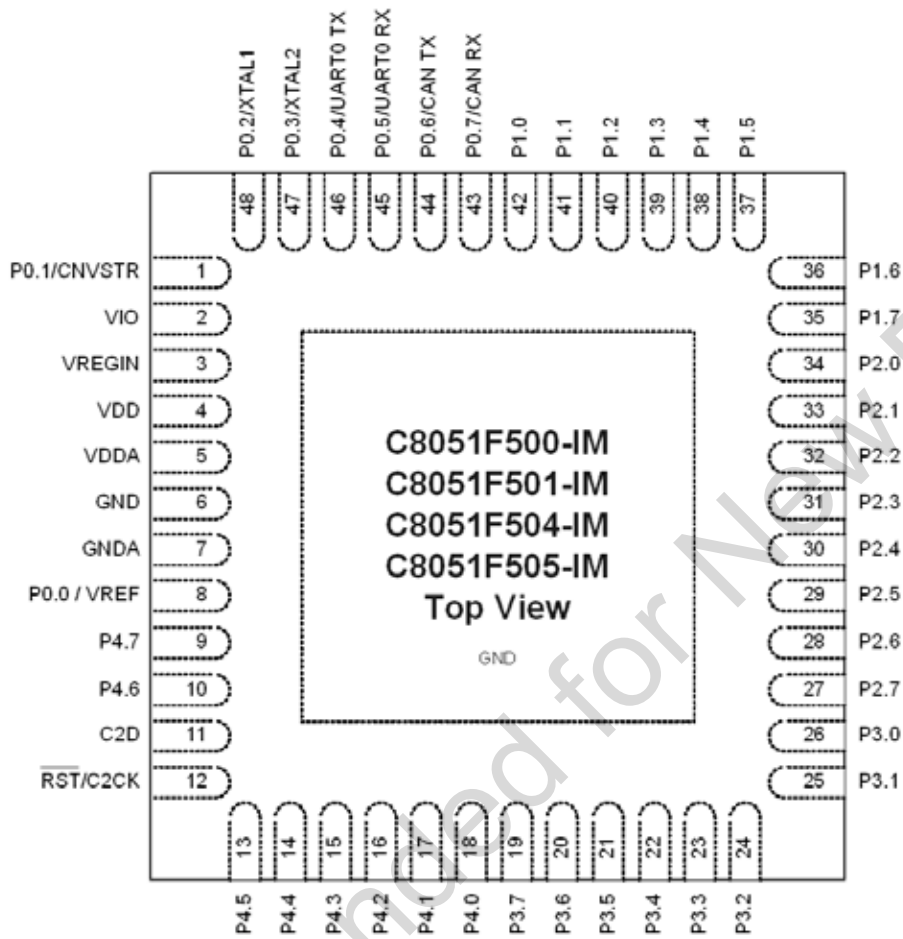 P0.2/XTAL1
P0.3/XTAL2
P0.4/UART0 TX
P0.5/UART0 RX
P0.6/CAN TX
P0.7/CAN RX
P1.0
P1.1
P1.2
P1.3
P1.4
P1.5
48
47
46
45
44
43
42
41
40
39
38
37
P0.1/CNVSTR 1
VIO 2
VREGIN 3
VDD 4
VDDA 5
GND 6
GNDA 7
P0.0 / VREF 8
P4.7 9
P4.6 10
C2D 11
RST/C2CK 12
C8051F500-IM
C8051F501-IM
C8051F504-IM
C8051F505-IM
Top View
GND
36 P1.6
35 P1.7
34 P2.0
33 P2.1
32 P2.2
31 P2.3
30 P2.4
29 P2.5
28 P2.6
27 P2.7
26 P3.0
25 P3.1
13
14
15
16
17
18
19
20
21
22
23
24
P4.5
P4.4
P4.3
P4.2
P4.1
P4.0
P3.7
P3.6
P3.5
P3.4
P3.3
P3.2
nded for New